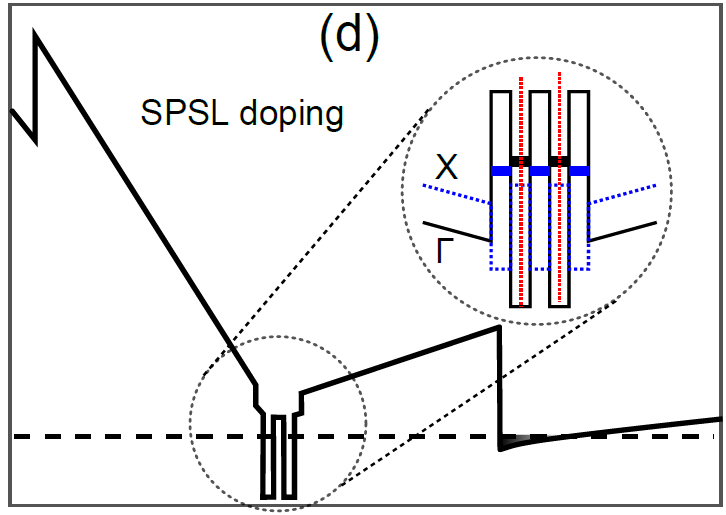 (d)
SPSL doping
X
Γ